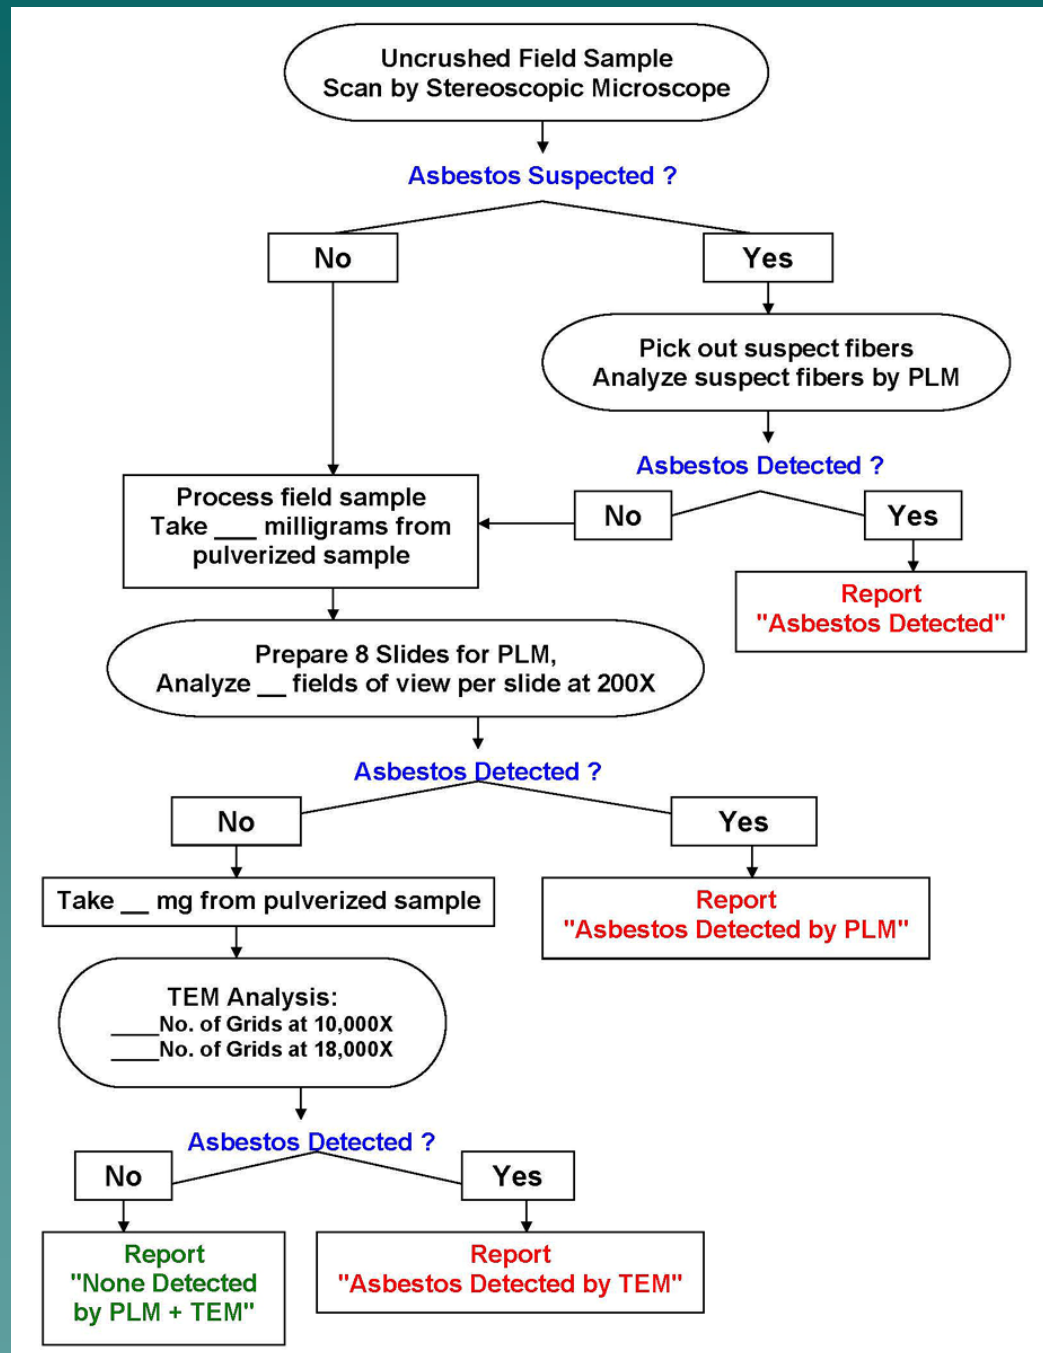 Uncrushed Field Sample
Scan by Stereoscopic Microscope
Asbestos Suspected ?
No
Yes
Pick out suspect fibers
Analyze suspect fibers by PLM
Asbestos Detected ?
No
Yes
Report
"Asbestos Detected"
Process field sample
Take ___ milligrams from
pulverized sample
Prepare 8 Slides for PLM,
Analyze __ fields of view per slide at 200X
Asbestos Detected ?
No
Yes
Report
"Asbestos Detected by PLM"
Take __ mg from pulverized sample
TEM Analysis:
____No. of Grids at 10,000X
____No. of Grids at 18,000X
Asbestos Detected ?
No
Yes
Report
"None Detected
by PLM + TEM"
Report
"Asbestos Detected by TEM"